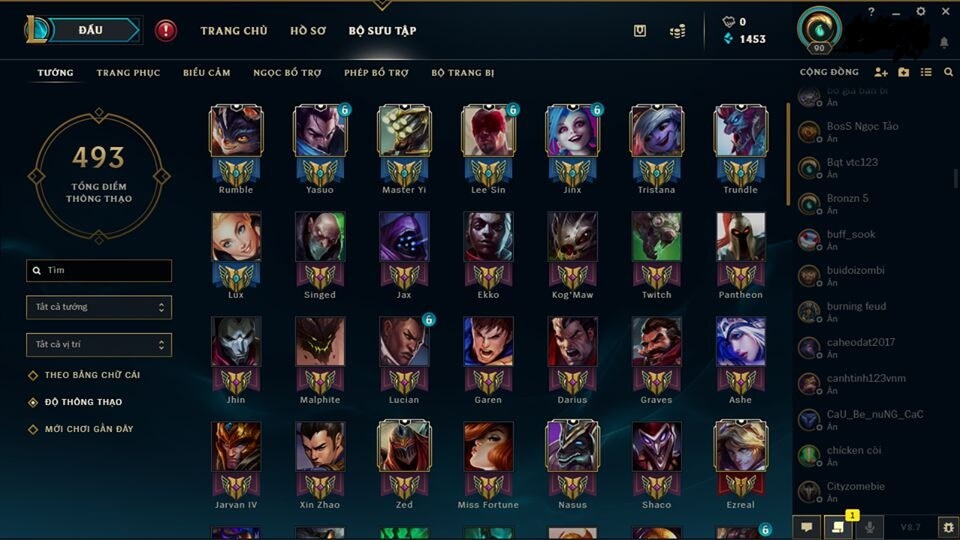 ĐẤU
TRANG CHỦ
HỒ SƠ
BỘ SƯU TẬP
0
1453
90
TƯỚNG
TRANG PHỤC
BIỂU CẢM
NGỌC BỔ TRỢ
PHÉP BỔ TRỢ
BỘ TRANG BỊ
CỘNG ĐỒNG
493
TỔNG ĐIỂM
THÔNG THẠO
Tìm
Tất cả tướng
Tất cả vị trí
THEO BẢNG CHỮ CÁI
ĐỘ THÔNG THẠO
MỚI CHƠI GẦN ĐÂY
6
6
6
Rumble
Yasuo
Master Yi
Lee Sin
Jinx
Tristana
Trundle
Lux
Singed
Jax
Ekko
Kog'Maw
Twitch
Pantheon
6
Jhin
Malphite
Lucian
Garen
Darius
Graves
Ashe
Jarvan IV
Xin Zhao
Zed
Miss Fortune
Nasus
Shaco
Ezreal
6
Ẩn
BosS Ngọc Tảo
Ẩn
Bqt vtc123
Ẩn
Bronzn 5
Ẩn
buff_sook
Ẩn
buidoizombi
Ẩn
burning feud
Ẩn
caheodat2017
Ẩn
canhtinh123vnm
Ẩn
CaU_Be_nuNG_CaC
Ẩn
chícken còi
Ẩn
Cityzomebie
Ẩn
1
V8.7